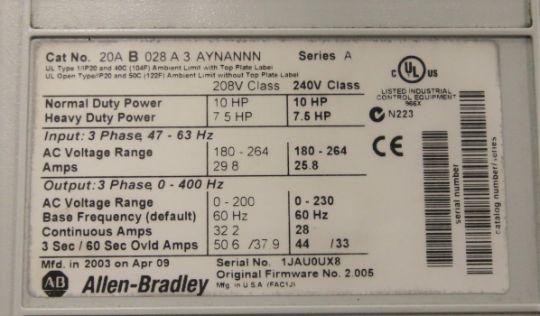 Cat No. 20A B 028 A 3 AYNANNN Series A
UL Type 1/IP20 and 40C (104F) Ambient Limit with Top Plate Label
UL Open Type/IP20 and 50C (122F) Ambient Limit without Top Plate Label
208V Class 240V Class
Normal Duty Power 10 HP 10 HP
Heavy Duty Power 7 5 HP 7.5 HP
Input: 3 Phase, 47 - 63 Hz
AC Voltage Range 180 - 264 180 - 264
Amps 29 8 25.8
Output: 3 Phase, 0 - 400 Hz
AC Voltage Range 0 - 200 0 - 230
Base Frequency (default) 60 Hz 60 Hz
Continuous Amps 32 2 28
3 Sec / 60 Sec Ovld Amps 50 6 / 37 9 44 / 33
Mfd. in 2003 on Apr 09 Serial No. 1JAU0UX8
Original Firmware No. 2.005
AB Allen-Bradley Mfg in U.S.A (FAC1J)
C UL US
LISTED INDUSTRIAL
CONTROL EQUIPMENT
966X
N223
CE
serial number
catalog number/series